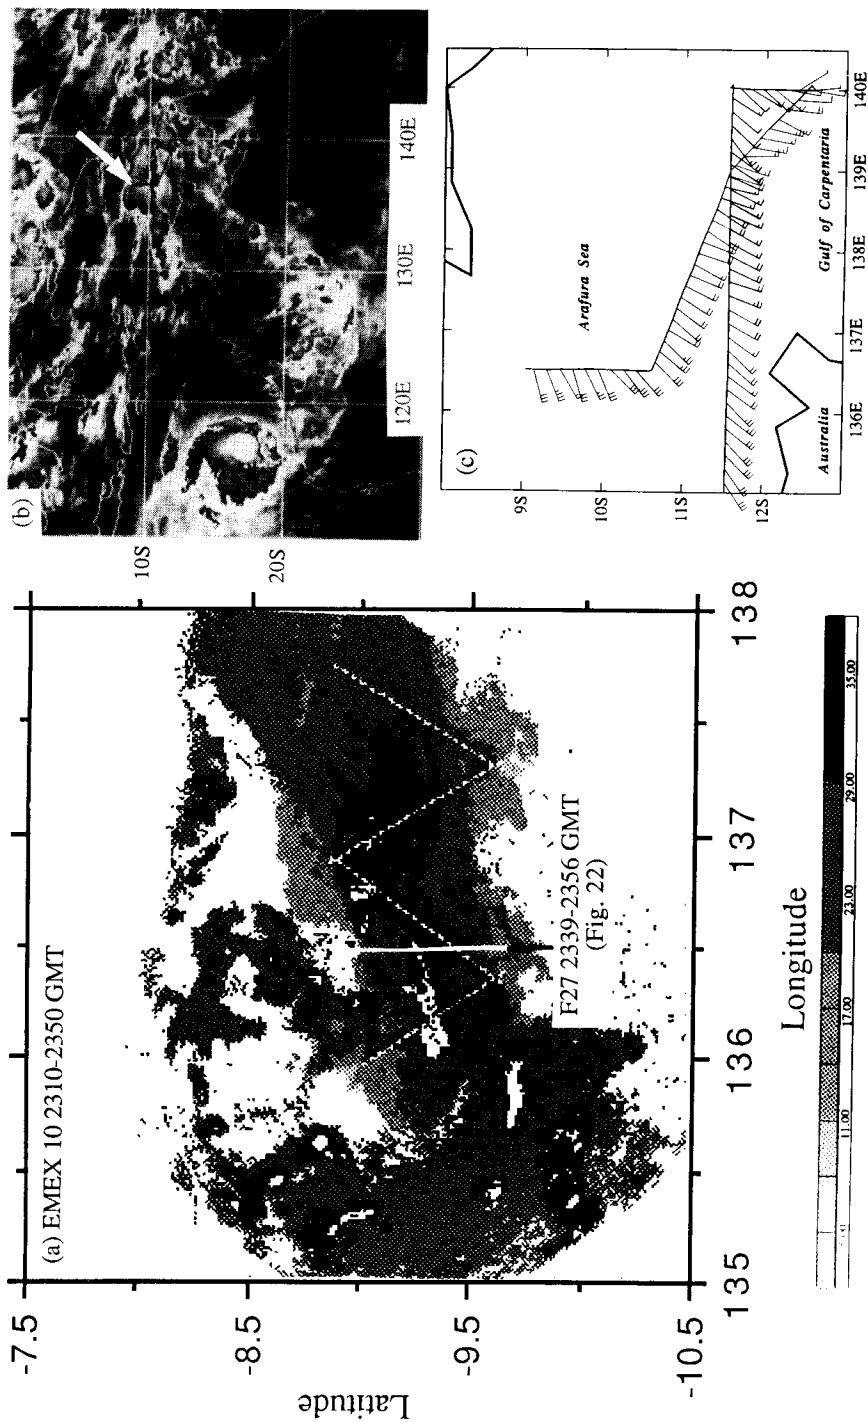 (a) EMEX 10 2310-2350 GMT
-7.5
-8.5
-9.5
-10.5
Latitude
135
136
137
138
Longitude
F27 2339-2356 GMT
(Fig. 22)
11.00
17.00
23.00
29.00
35.00
(b)
10S
20S
120E
130E
140E
(c)
9S
10S
11S
12S
136E
137E
138E
139E
140E
Arafura Sea
Australia
Gulf of Carpentaria